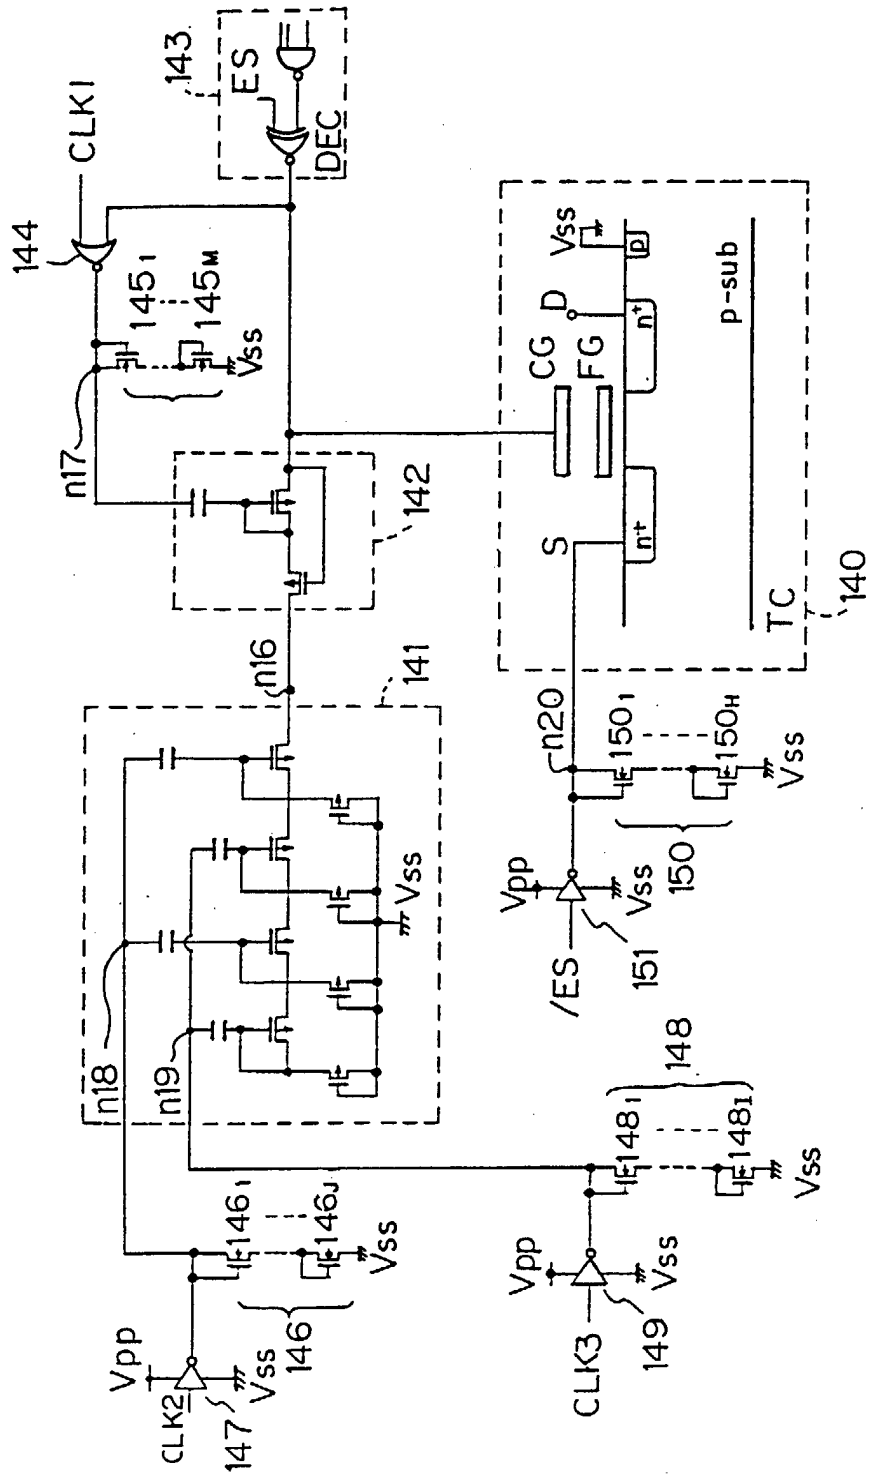 CLK1
144
ES
143
DEC
n17
145₁
145M
Vss
142
n16
141
n18
n19
Vss
Vpp
CLK2
Vss
147
146₁
146J
Vss
146
Vpp
CLK3
Vss
149
148₁
148I
Vss
148
Vpp
/ES
Vss
151
n20
150₁
150H
Vss
150
S
CG
FG
D
Vss
n+
n+
p
p-sub
TC
140